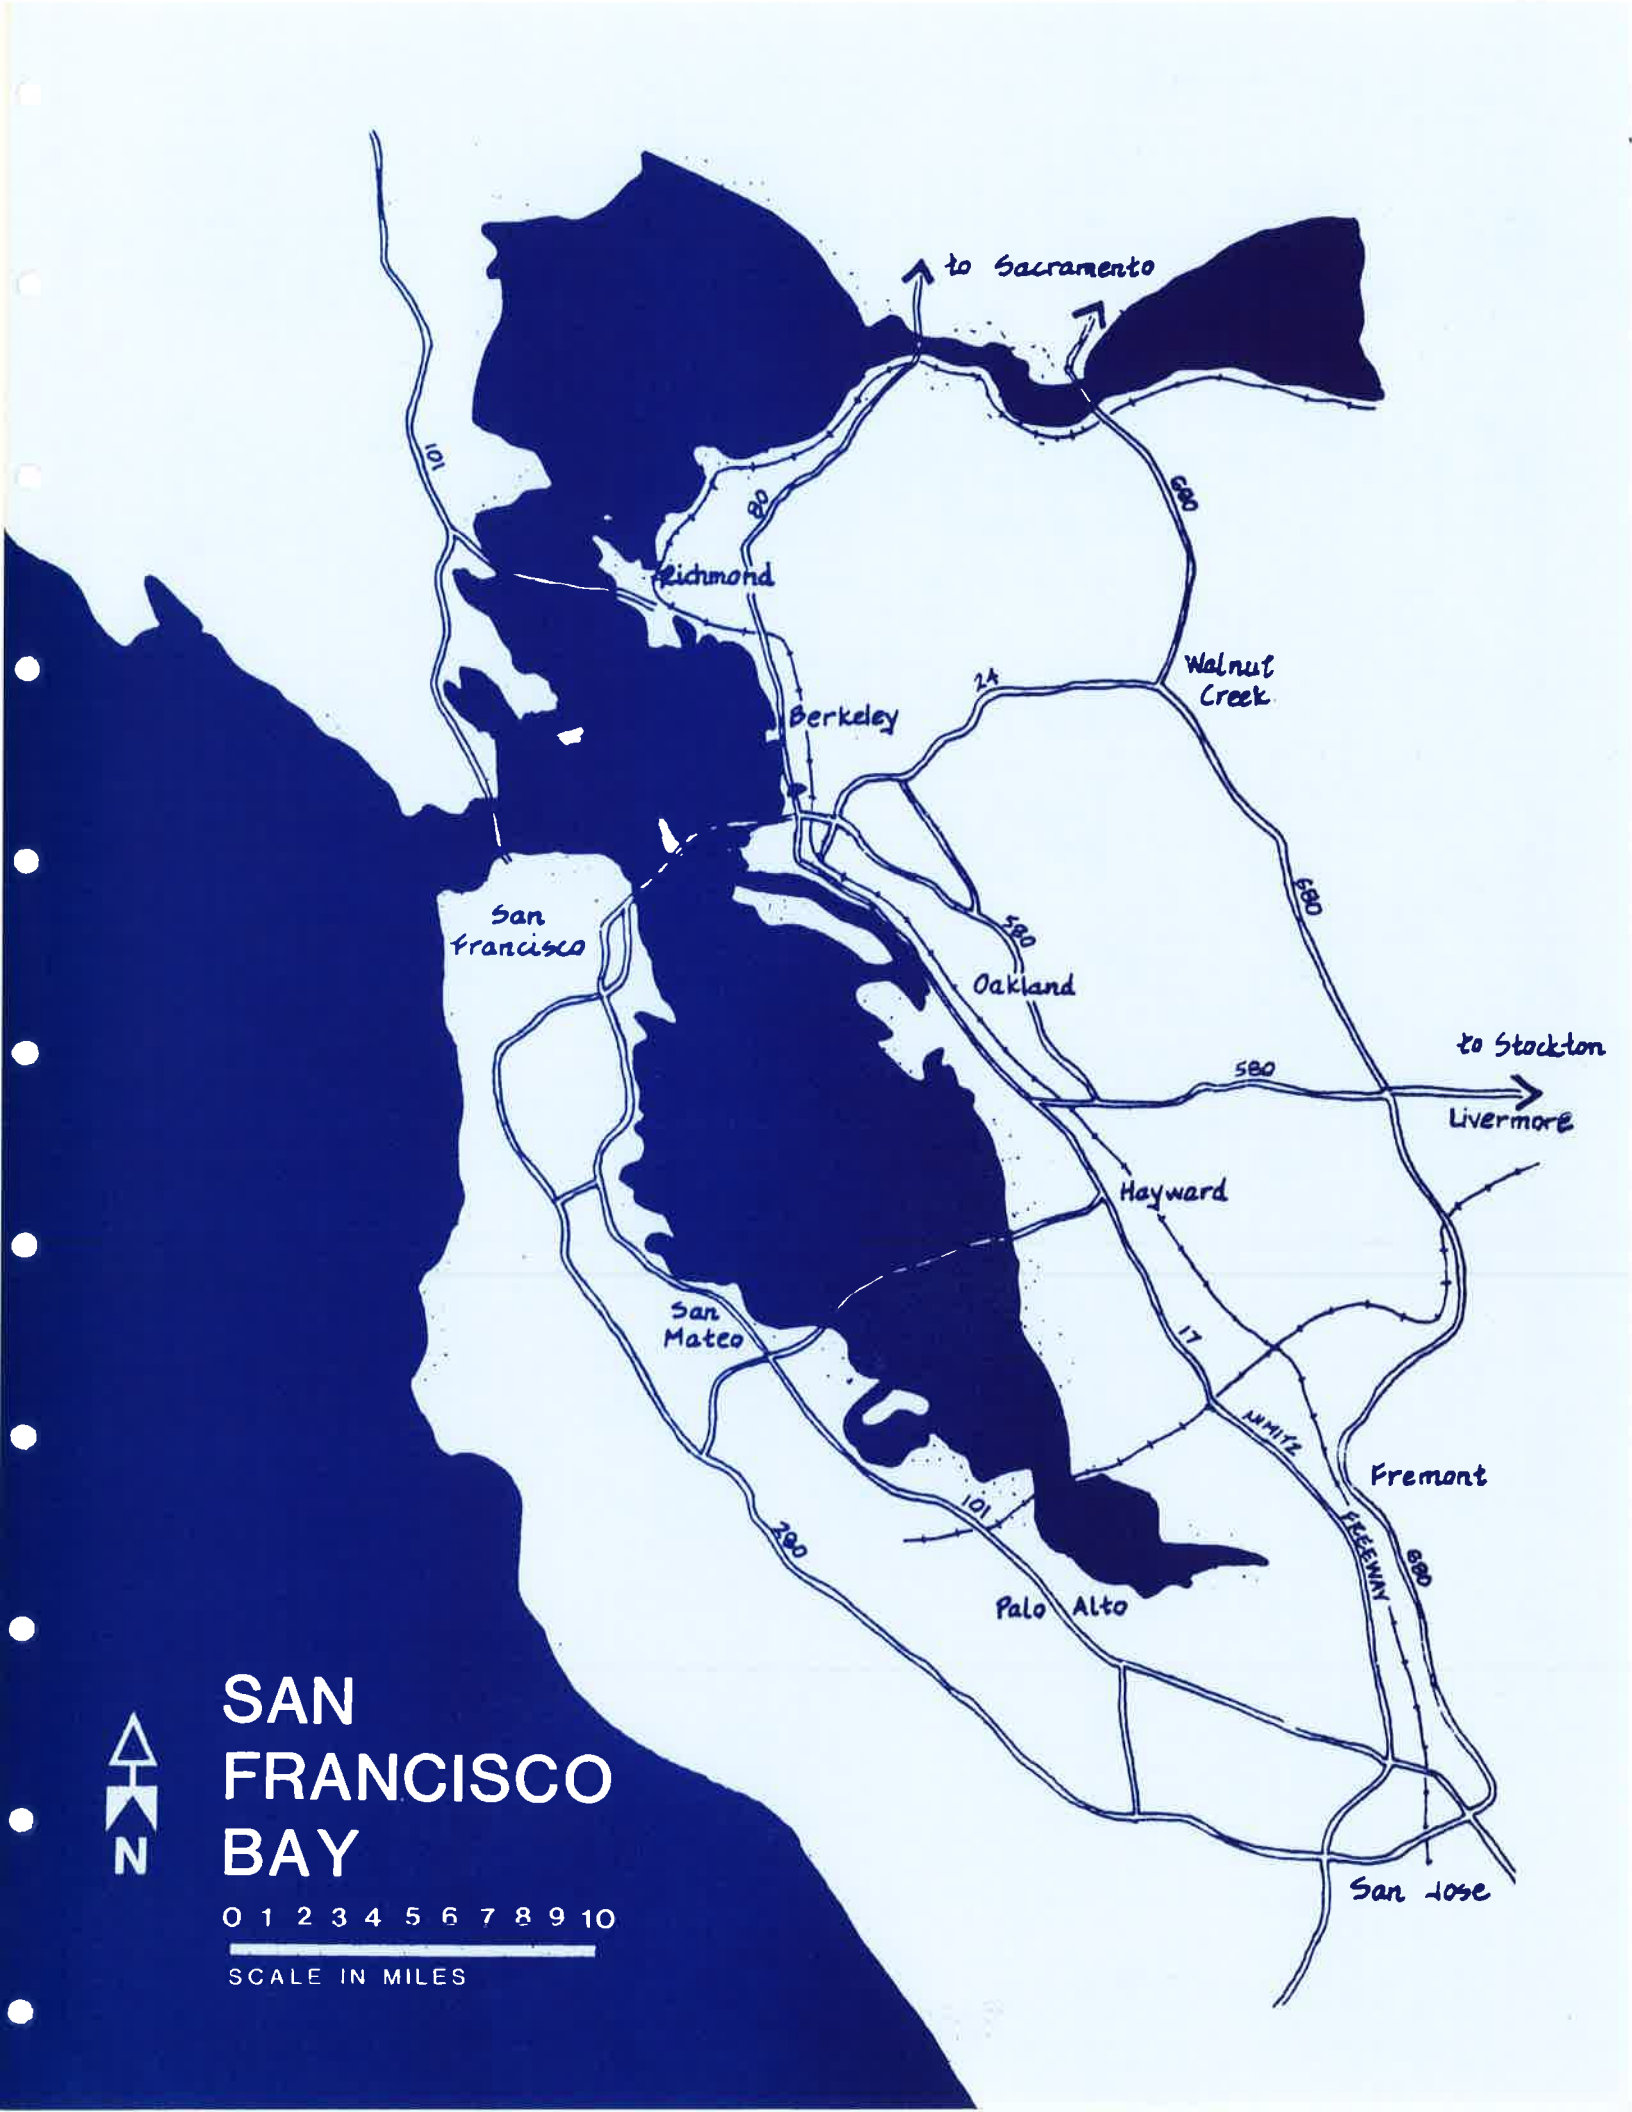 to Sacramento
101
80
680
Richmond
Walnut
Creek
24
Berkeley
680
San
Francisco
580
Oakland
to Stockton
580
Livermore
Hayward
San
Mateo
17
NIMITZ
Fremont
101
280
FREEWAY
680
Palo Alto
SAN
FRANCISCO
BAY
N
San Jose
0 1 2 3 4 5 6 7 8 9 10
SCALE IN MILES